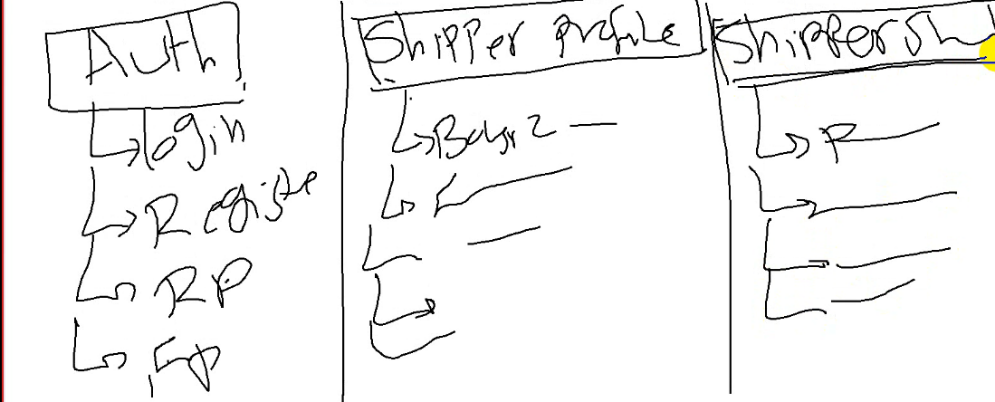 Auth
Login
Registe
RP
Fp
Shipper Profile
Shipper
R